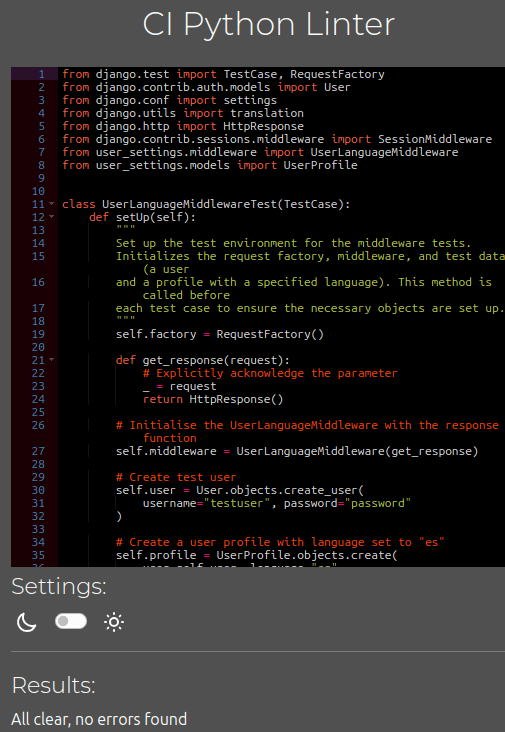 CI Python Linter
1 from django.test import TestCase, RequestFactory
2 from django.contrib.auth.models import User
3 from django.conf import settings
4 from django.utils import translation
5 from django.http import HttpResponse
6 from django.contrib.sessions.middleware import SessionMiddleware
7 from user_settings.middleware import UserLanguageMiddleware
8 from user_settings.models import UserProfile
9
10
11 class UserLanguageMiddlewareTest(TestCase):
12 def setUp(self):
13 """
14 Set up the test environment for the middleware tests.
15 Initializes the request factory, middleware, and test data
(a user
16 and a profile with a specified language). This method is
called before
17 each test case to ensure the necessary objects are set up.
18 """
19 self.factory = RequestFactory()
20
21 def get_response(request):
22 # Explicitly acknowledge the parameter
23 _ = request
24 return HttpResponse()
25
26 # Initialise the UserLanguageMiddleware with the response
function
27 self.middleware = UserLanguageMiddleware(get_response)
28
29 # Create test user
30 self.user = User.objects.create_user(
31 username="testuser", password="password"
32 )
33
34 # Create a user profile with language set to "es"
35 self.profile = UserProfile.objects.create(
Settings:
Results:
All clear, no errors found